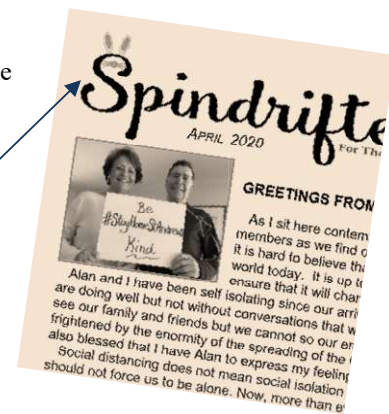 e
Spindrifte
APRIL 2020
For The
GREETINGS FROM
As I sit here conten
members as we find o
it is hard to believe tha
world today. It is up to
ensure that it will chan
Be
#StayHomeStAndrews
Kind
Alan and I have been self isolating since our arri
are doing well but not without conversations that w
see our family and friends but we cannot so our en
frightened by the enormity of the spreading of the
also blessed that I have Alan to express my feeling
Social distancing does not mean social isolation
should not force us to be alone. Now, more than e